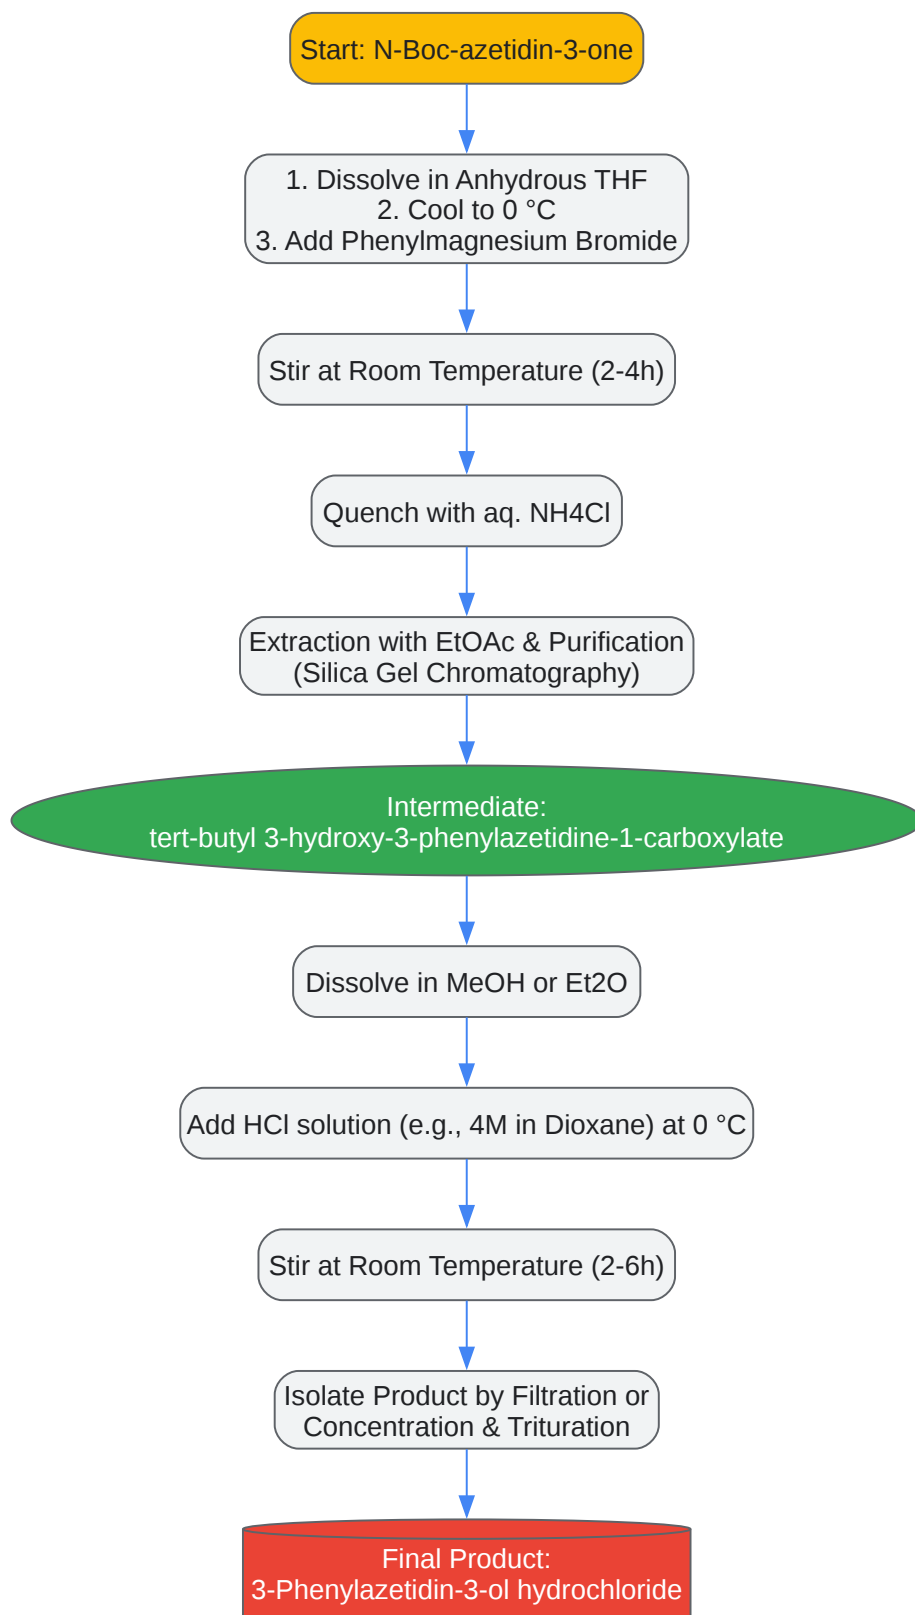 Start: N-Boc-azetidin-3-one
1. Dissolve in Anhydrous THF
2. Cool to 0 °C
3. Add Phenylmagnesium Bromide
Stir at Room Temperature (2-4h)
Quench with aq. NH4Cl
Extraction with EtOAc & Purification
(Silica Gel Chromatography)
Intermediate:
tert-butyl 3-hydroxy-3-phenylazetidine-1-carboxylate
Dissolve in MeOH or Et2O
Add HCl solution (e.g., 4M in Dioxane) at 0 °C
Stir at Room Temperature (2-6h)
Isolate Product by Filtration or
Concentration & Trituration
Final Product:
3-Phenylazetidin-3-ol hydrochloride